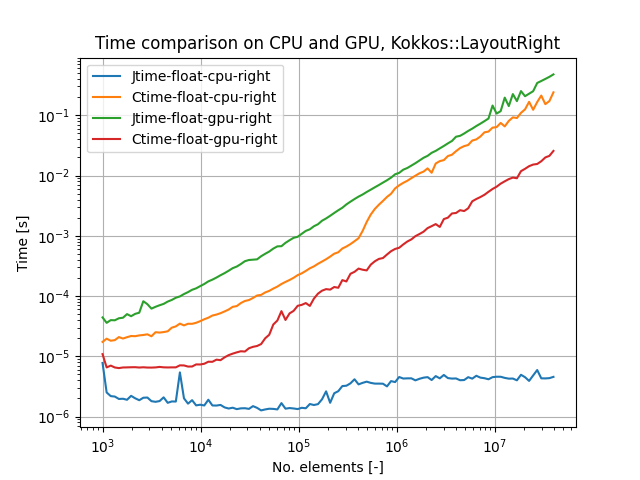 Time comparison on CPU and GPU, Kokkos::LayoutRight
Jtime-float-cpu-right
Ctime-float-cpu-right
Jtime-float-gpu-right
Ctime-float-gpu-right
Time [s]
10⁻¹
10⁻²
10⁻³
10⁻⁴
10⁻⁵
10⁻⁶
10³ 10⁴ 10⁵ 10⁶ 10⁷
No. elements [-]